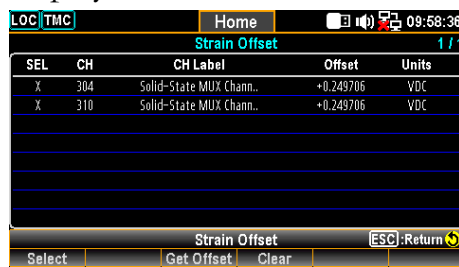 LOC TMC Home 09:58:36
Strain Offset 1 /
SEL CH CH Label Offset Units
X 304 Solid-State MUX Chann.. +0.249706 VDC
X 310 Solid-State MUX Chann.. +0.249706 VDC
Strain Offset ESC:Return
Select Get Offset Clear